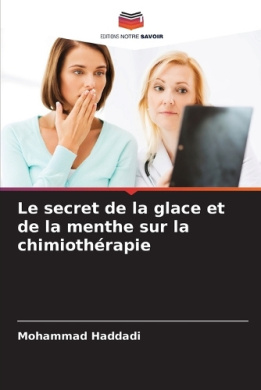 EDITIONS NOTRE SAVOIR
Le secret de la glace et
de la menthe sur la
chimiothérapie
Mohammad Haddadi